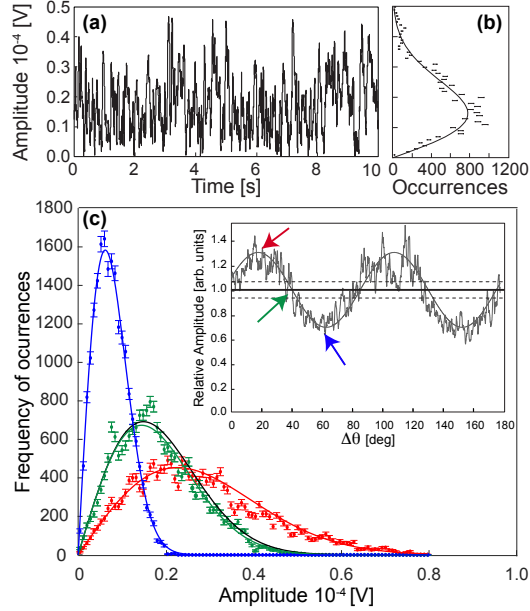 (a)
(b)
Amplitude 10⁻⁴ [V]
0.5
0.4
0.3
0.2
0.1
0.0
0 2 4 6 8 10
Time [s]
0 400 800 1200
Occurrences
(c)
Frequency of ocurrences
1800
1600
1400
1200
1000
800
600
400
200
0
0 0.2 0.4 0.6 0.8 1.0
Amplitude 10⁻⁴ [V]
Relative Amplitude [arb. units]
1.4
1.2
1.0
0.8
0.6
0.4
0 20 40 60 80 100 120 140 160 180
Δθ [deg]